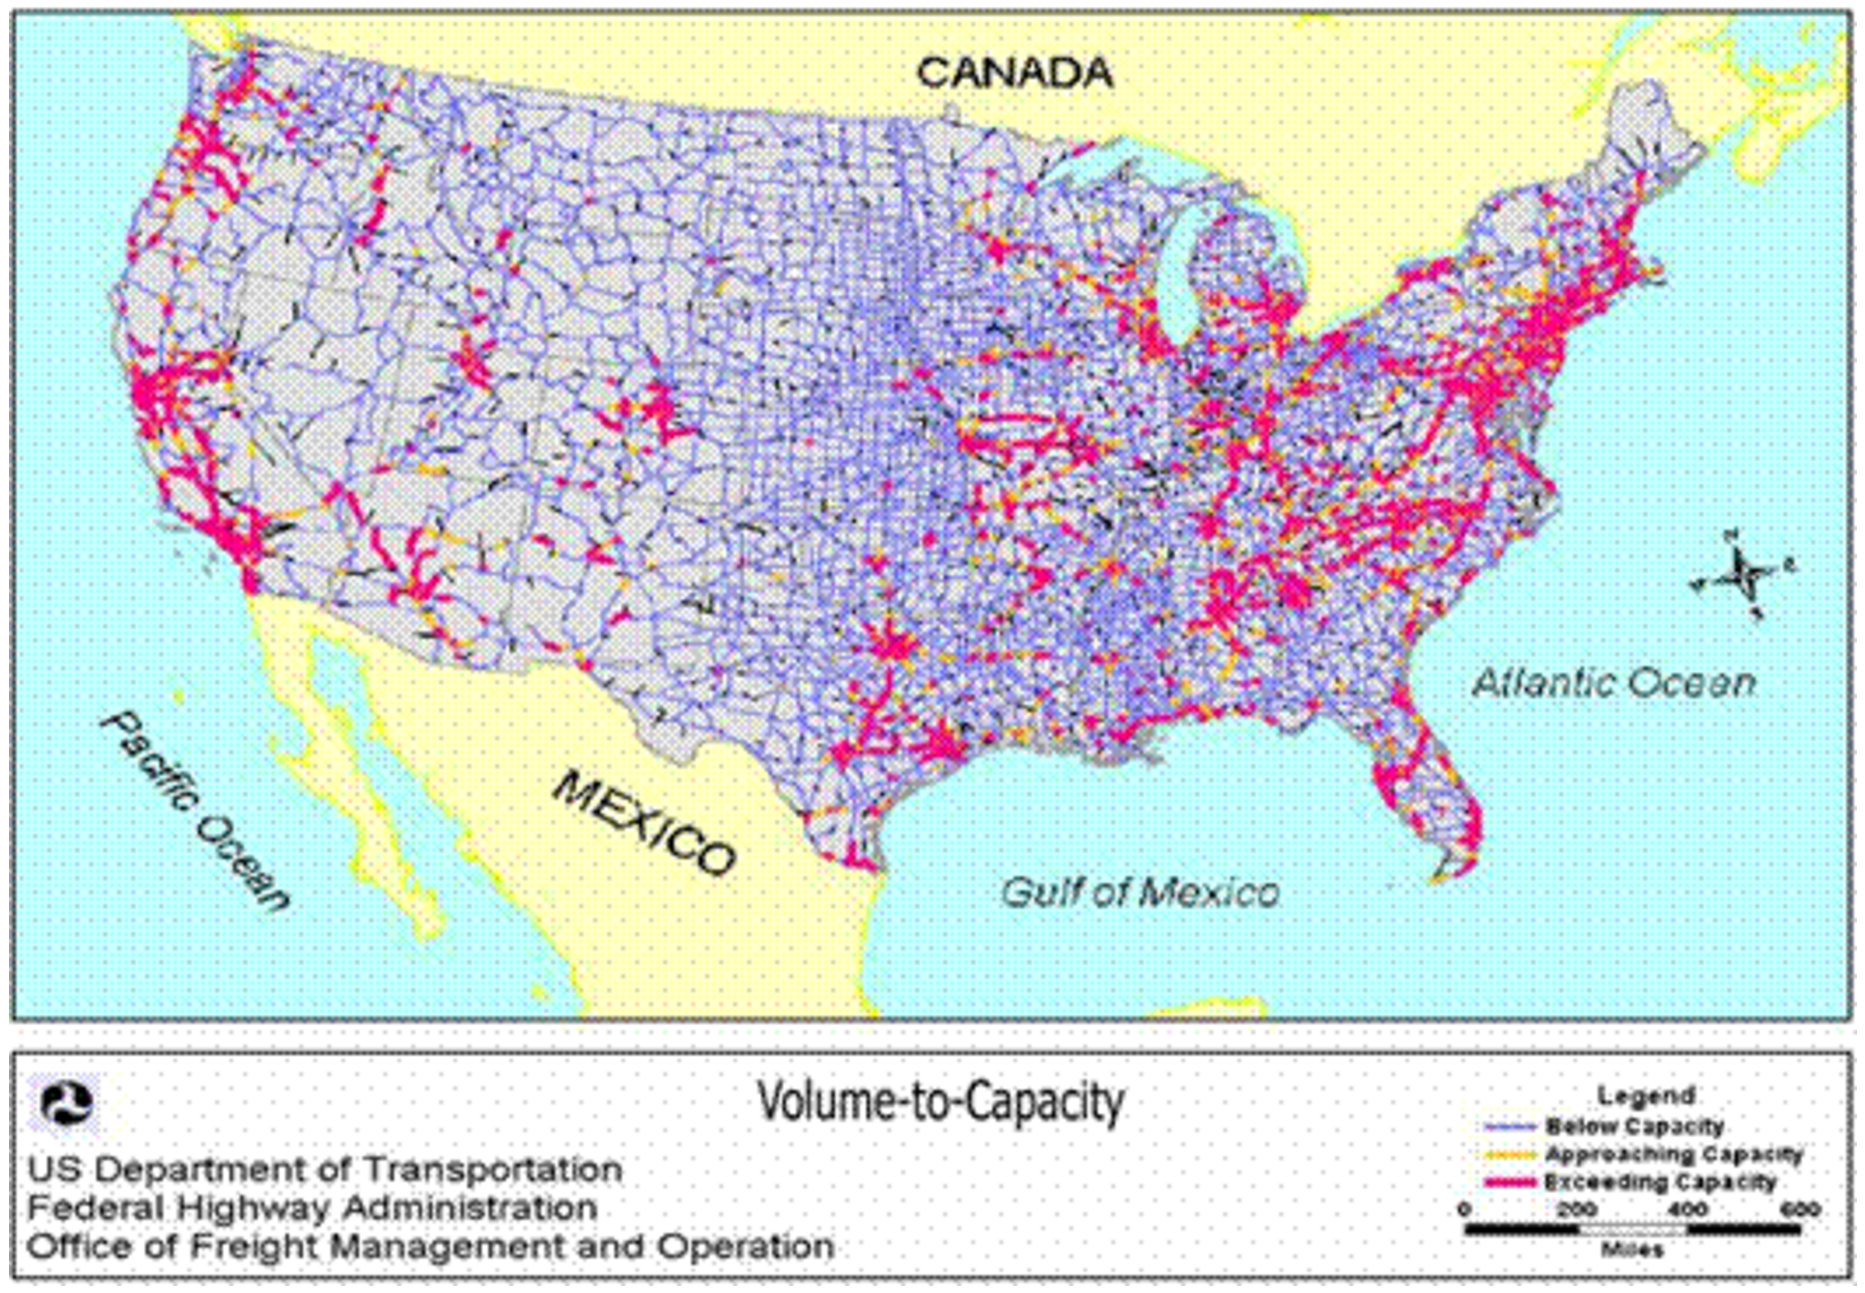 CANADA
Atlantic Ocean
Pacific Ocean
MEXICO
Gulf of Mexico
Volume-to-Capacity
US Department of Transportation
Federal Highway Administration
Office of Freight Management and Operation
Legend
Below Capacity
Approaching Capacity
Exceeding Capacity
0 200 400 600
Miles